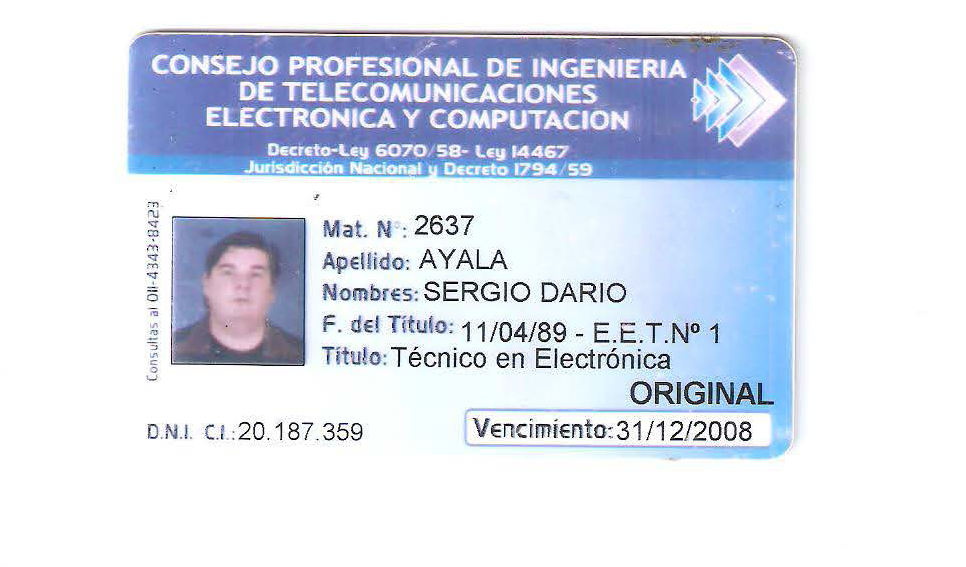 CONSEJO PROFESIONAL DE INGENIERIA
DE TELECOMUNICACIONES
ELECTRONICA Y COMPUTACION
Decreto-Ley 6070/58- Ley 14467
Jurisdicción Nacional y Decreto 1794/59
Consultas al 011-4343-8423
Mat. N°: 2637
Apellido: AYALA
Nombres: SERGIO DARIO
F. del Título: 11/04/89 - E.E.T.Nº 1
Título: Técnico en Electrónica
ORIGINAL
D.N.I. C.I.: 20.187.359
Vencimiento: 31/12/2008